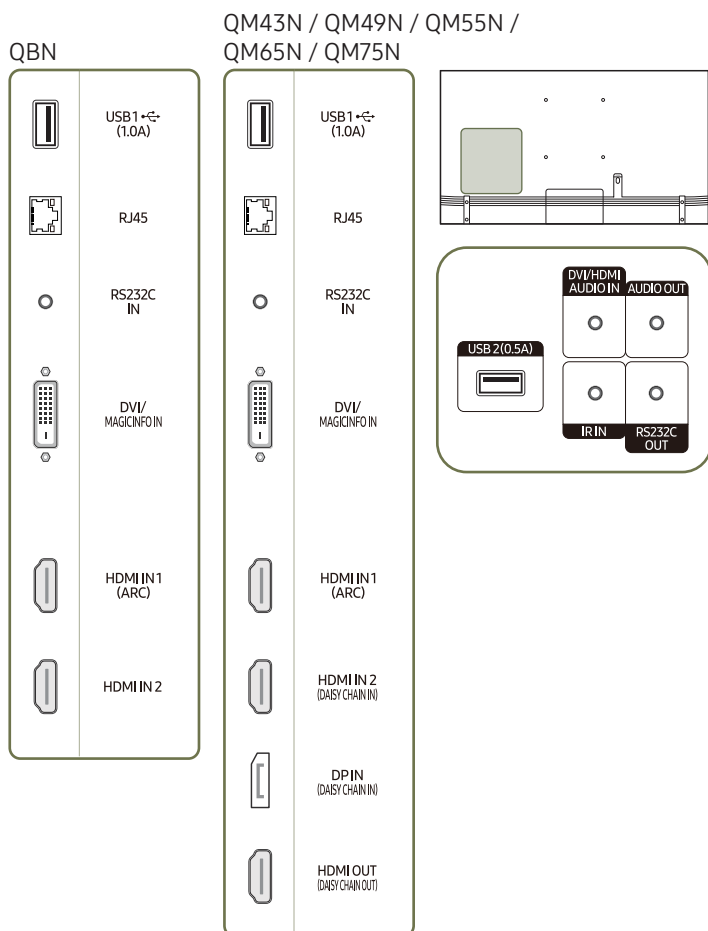 QBN
USB1
(1.0A)
RJ45
RS232C
IN
DVI/
MAGICINFO IN
HDMI IN 1
(ARC)
HDMI IN 2
QM43N / QM49N / QM55N /
QM65N / QM75N
USB1
(1.0A)
RJ45
RS232C
IN
DVI/
MAGICINFO IN
HDMI IN 1
(ARC)
HDMI IN 2
(DAISY CHAIN IN)
DP IN
(DAISY CHAIN IN)
HDMI OUT
(DAISY CHAIN OUT)
USB 2(0.5A)
DVI/HDMI
AUDIO IN
AUDIO OUT
IR IN
RS232C
OUT